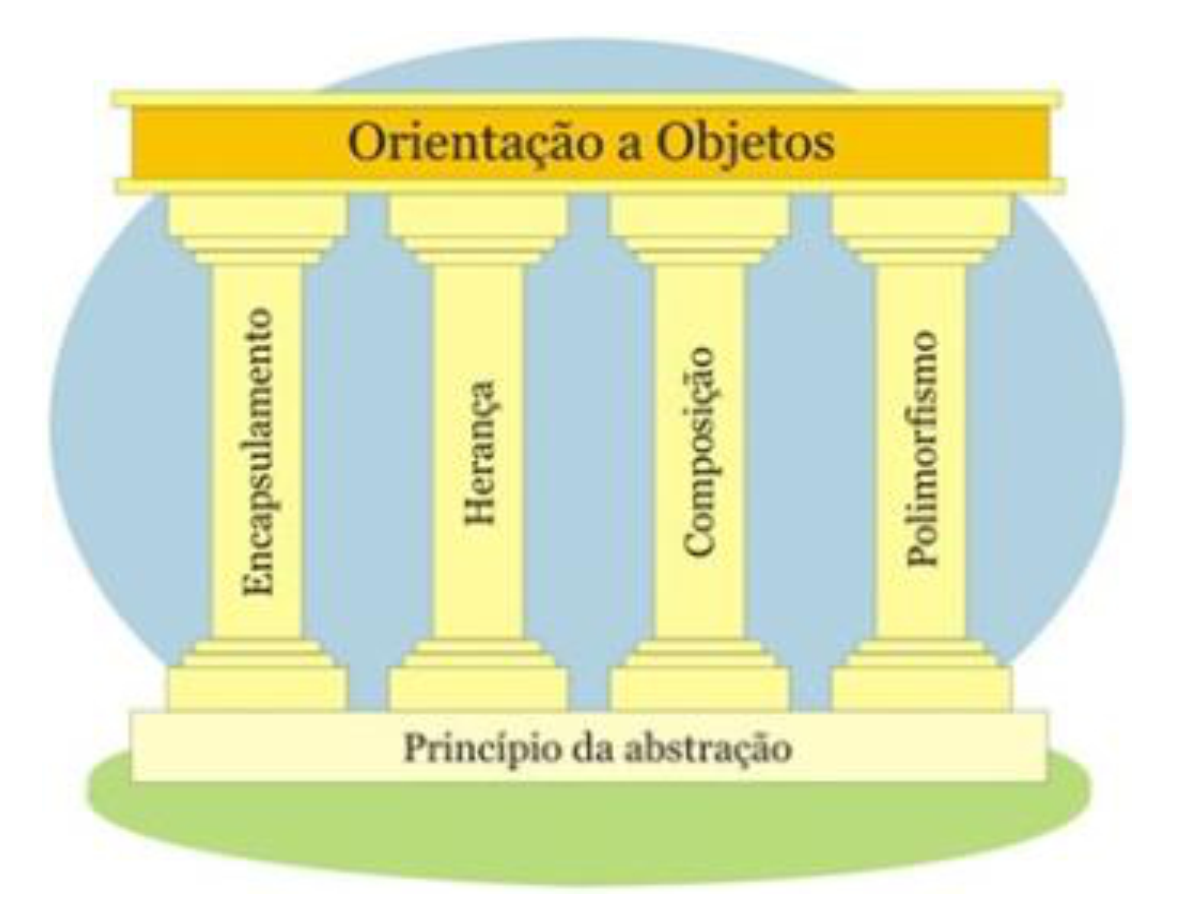 Orientação a Objetos
Encapsulamento
Herança
Composição
Polimorfismo
Princípio da abstração